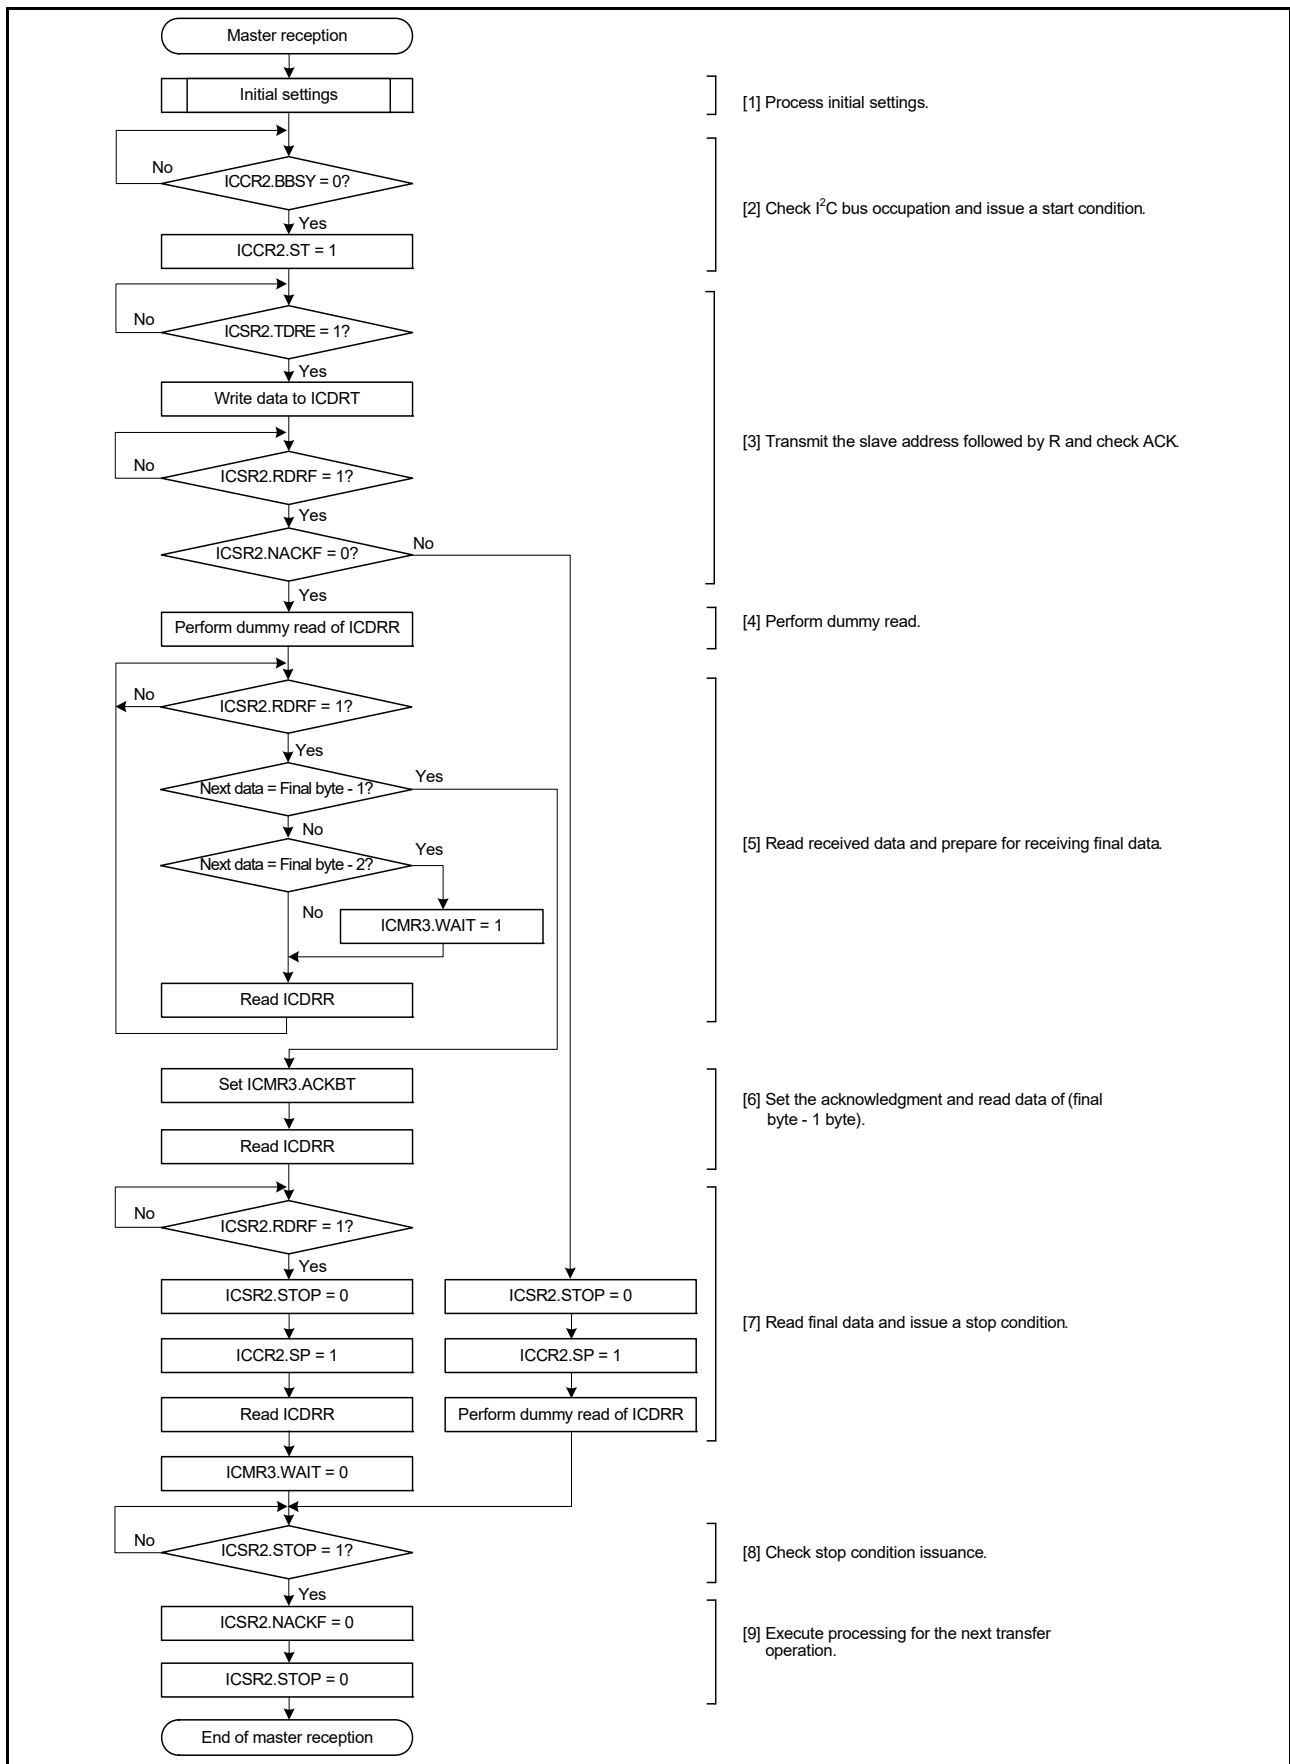 Master reception
Initial settings
[1] Process initial settings.
No
ICCR2.BBSY = 0?
Yes
[2] Check I²C bus occupation and issue a start condition.
ICCR2.ST = 1
No
ICSR2.TDRE = 1?
Yes
Write data to ICDRT
[3] Transmit the slave address followed by R and check ACK.
No
ICSR2.RDRF = 1?
Yes
ICSR2.NACKF = 0?
No
Yes
Perform dummy read of ICDRR
[4] Perform dummy read.
No
ICSR2.RDRF = 1?
Yes
Next data = Final byte - 1?
Yes
No
Next data = Final byte - 2?
Yes
[5] Read received data and prepare for receiving final data.
No
ICMR3.WAIT = 1
Read ICDRR
Set ICMR3.ACKBT
[6] Set the acknowledgment and read data of (final
byte - 1 byte).
Read ICDRR
No
ICSR2.RDRF = 1?
Yes
ICSR2.STOP = 0
ICSR2.STOP = 0
[7] Read final data and issue a stop condition.
ICCR2.SP = 1
ICCR2.SP = 1
Read ICDRR
Perform dummy read of ICDRR
ICMR3.WAIT = 0
No
ICSR2.STOP = 1?
[8] Check stop condition issuance.
Yes
ICSR2.NACKF = 0
[9] Execute processing for the next transfer
operation.
ICSR2.STOP = 0
End of master reception